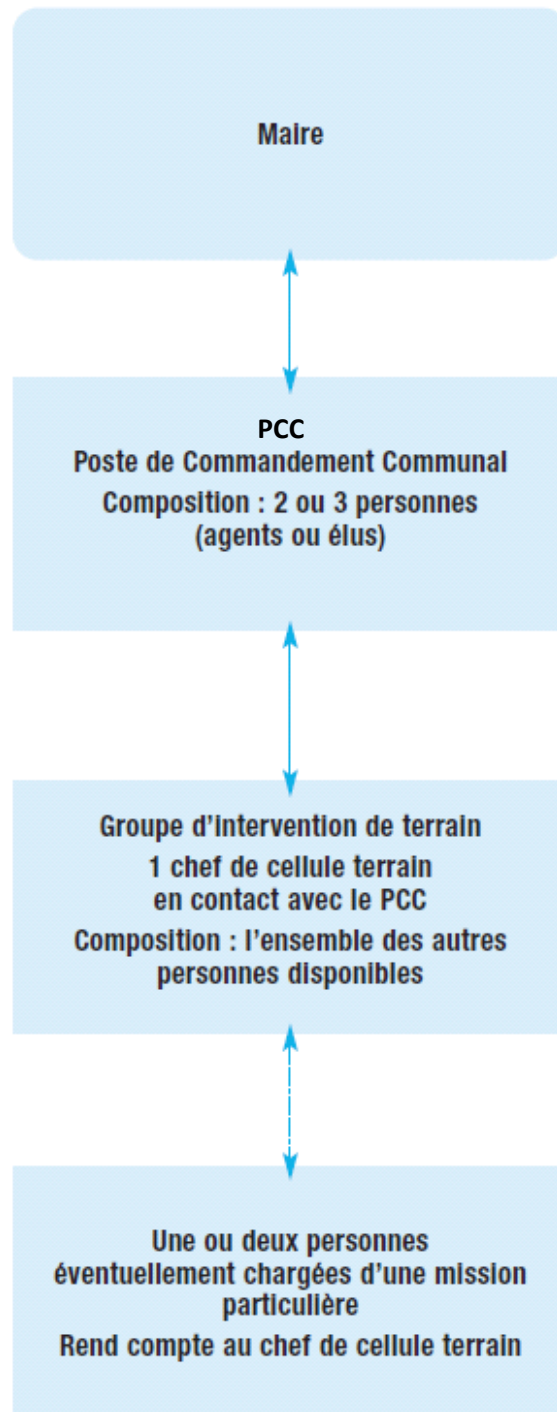 Maire
PCC
Poste de Commandement Communal
Composition : 2 ou 3 personnes
(agents ou élus)
Groupe d’intervention de terrain
1 chef de cellule terrain
en contact avec le PCC
Composition : l’ensemble des autres
personnes disponibles
Une ou deux personnes
éventuellement chargées d’une mission
particulière
Rend compte au chef de cellule terrain